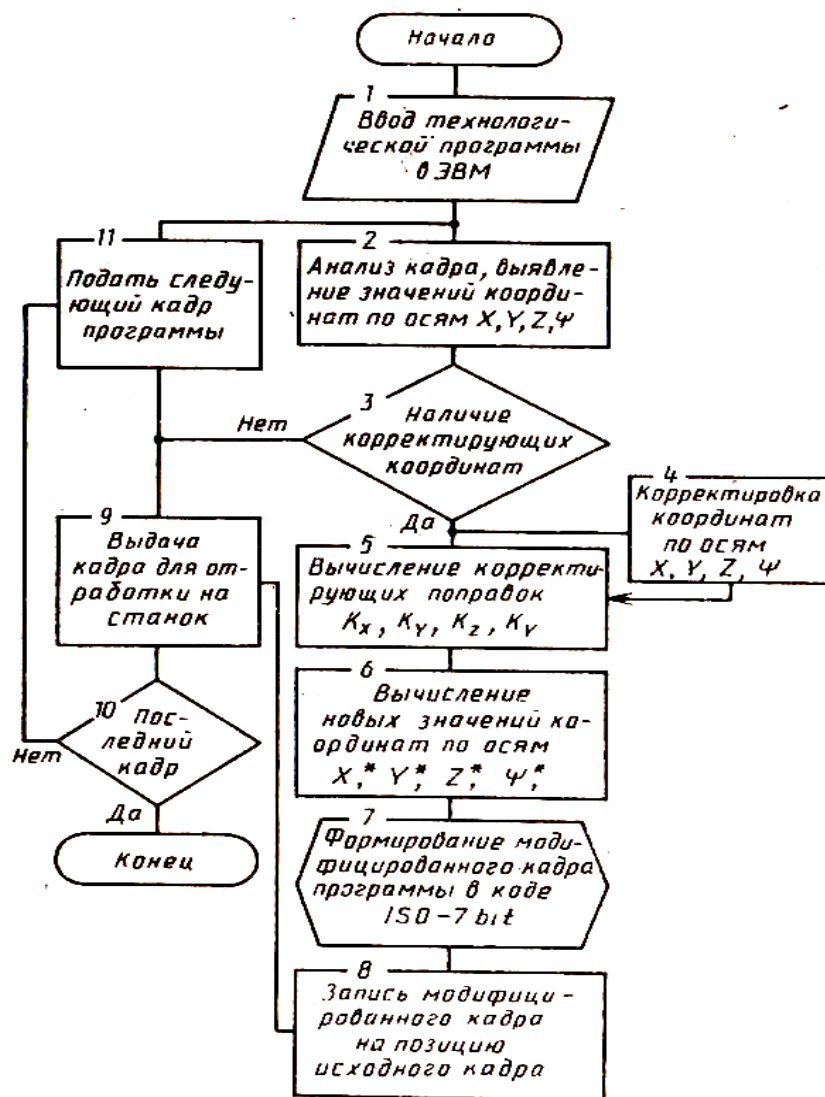 Начало
1
Ввод технологи-
ческой программы
в ЭВМ
11
Подать следу-
ющий кадр
программы
2
Анализ кадра, выявле-
ние значений коорди-
нат по осям X, Y, Z, Ψ
3
Наличие
корректирующих
координат
Нет
Да
4
Корректировка
координат
по осям
X, Y, Z, Ψ
9
Выдача
кадра для от-
работки на
станок
5
Вычисление корректи-
рующих поправок
Kx, KY, Kz, KY
6
Вычисление
новых значений ко-
ординат по осям
X,* Y,* Z,* Ψ,*
10
Пос-
ледний
кадр
Нет
Да
Конец
7
Формирование моди-
фицированного кадра
программы в коде
ISO-7 bit
8
Запись модифици-
рованного кадра
на позицию
исходного кадра